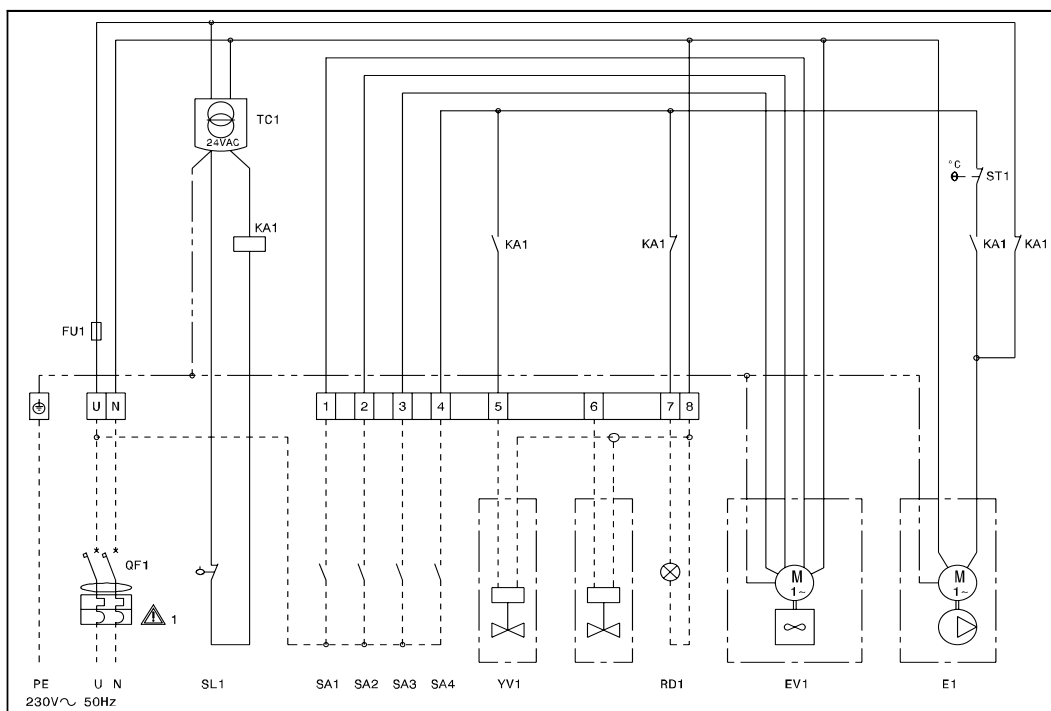 TC1
24VAC
°C
θ
ST1
KA1
KA1
KA1
KA1
KA1
FU1
U N 1 2 3 4 5 6 7 8
QF1
M
1~
M
1~
1
PE U N SL1 SA1 SA2 SA3 SA4 YV1 RD1 EV1 E1
230V~ 50Hz